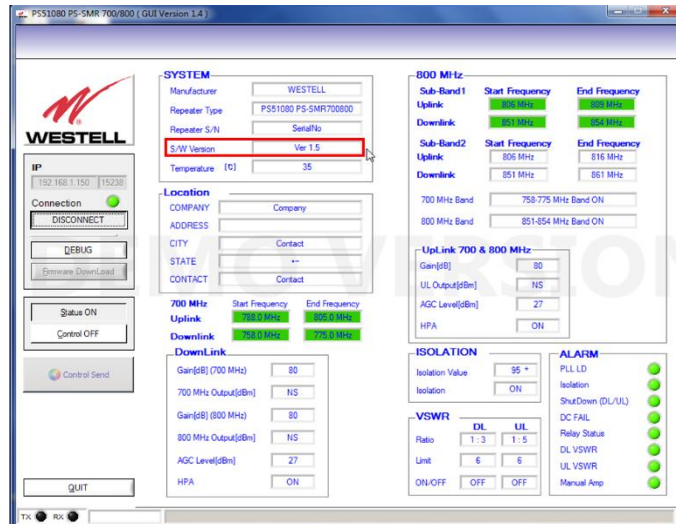 PS51080 PS-SMR 700/800 ( GUI Version 1.4 )
WESTELL
IP
192.168.1.150 15238
Connection
DISCONNECT
DEBUG
Firmware DownLoad
Status ON
Control OFF
Control Send
QUIT
TX RX
SYSTEM
Manufacturer WESTELL
Repeater Type PS51080 PS-SMR700800
Repeater S/N SerialNo
S/W Version Ver 1.5
Temperature [℃] 35
Location
COMPANY Company
ADDRESS
CITY Contact
STATE --
CONTACT Contact
700 MHz Start Frequency End Frequency
Uplink 788.0 MHz 805.0 MHz
Downlink 758.0 MHz 775.0 MHz
DownLink
Gain[dB] (700 MHz) 80
700 MHz Output[dBm] NS
Gain[dB] (800 MHz) 80
800 MHz Output[dBm] NS
AGC Level[dBm] 27
HPA ON
800 MHz
Sub-Band1 Start Frequency End Frequency
Uplink 806 MHz 809 MHz
Downlink 851 MHz 854 MHz
Sub-Band2 Start Frequency End Frequency
Uplink 806 MHz 816 MHz
Downlink 851 MHz 861 MHz
700 MHz Band 758-775 MHz Band ON
800 MHz Band 851-854 MHz Band ON
UpLink 700 & 800 MHz
Gain[dB] 80
UL Output[dBm] NS
AGC Level[dBm] 27
HPA ON
ISOLATION
Isolation Value 95 +
Isolation ON
VSWR
DL UL
Ratio 1 : 3 1 : 5
Limit 6 6
ON/OFF OFF OFF
ALARM
PLL LD
Isolation
ShutDown (DL/UL)
DC FAIL
Relay Status
DL VSWR
UL VSWR
Manual Amp
DEMO VERSION